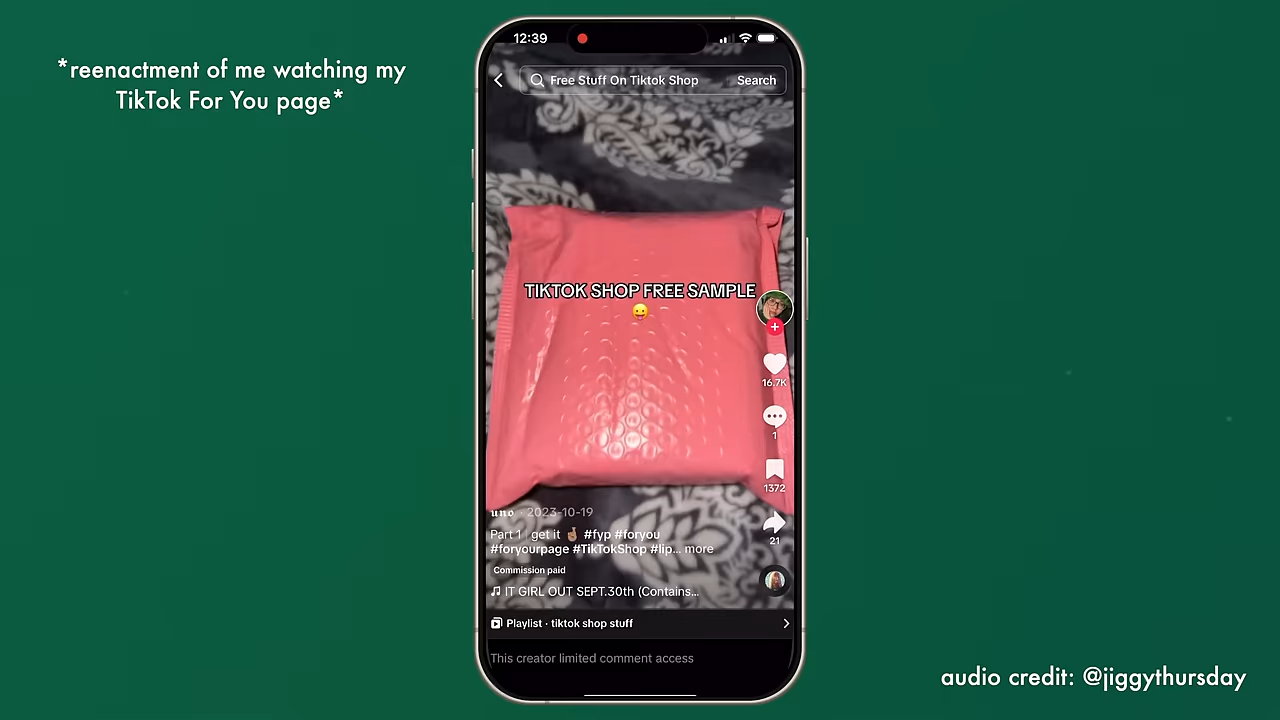 *reenactment of me watching my
TikTok For You page*
12:39
Free Stuff On Tiktok Shop
Search
TIKTOK SHOP FREE SAMPLE
😛
16.7K
1
1372
21
uno · 2023-10-19
Part 1 | get it 🤞🏽 #fyp #foryou
#foryourpage #TikTokShop #lip... more
Commission paid
IT GIRL OUT SEPT.30th (Contains...
Playlist · tiktok shop stuff
This creator limited comment access
audio credit: @jiggythursday